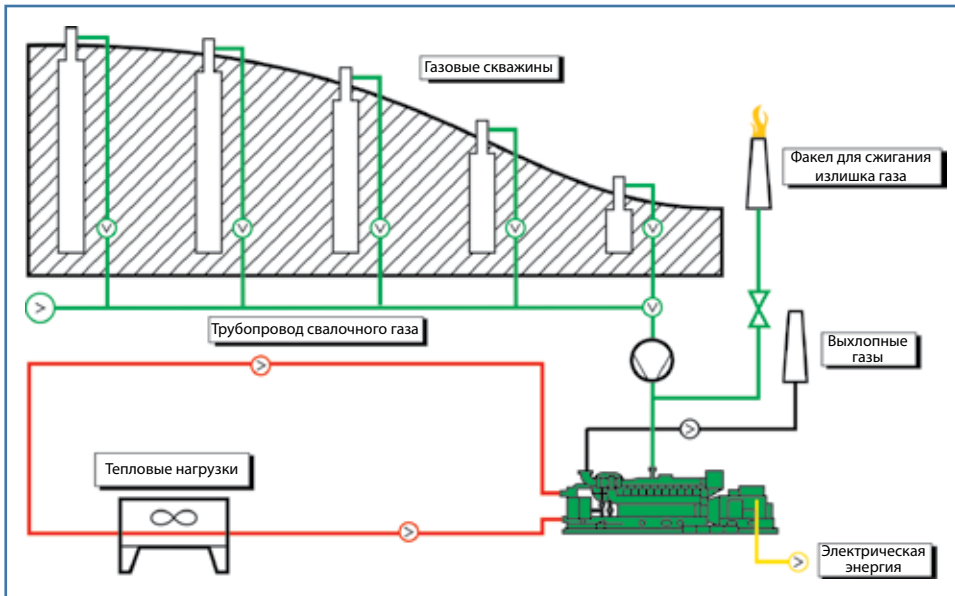 Газовые скважины
Факел для сжигания
излишка газа
Трубопровод свалочного газа
Выхлопные
газы
Тепловые нагрузки
Электрическая
энергия